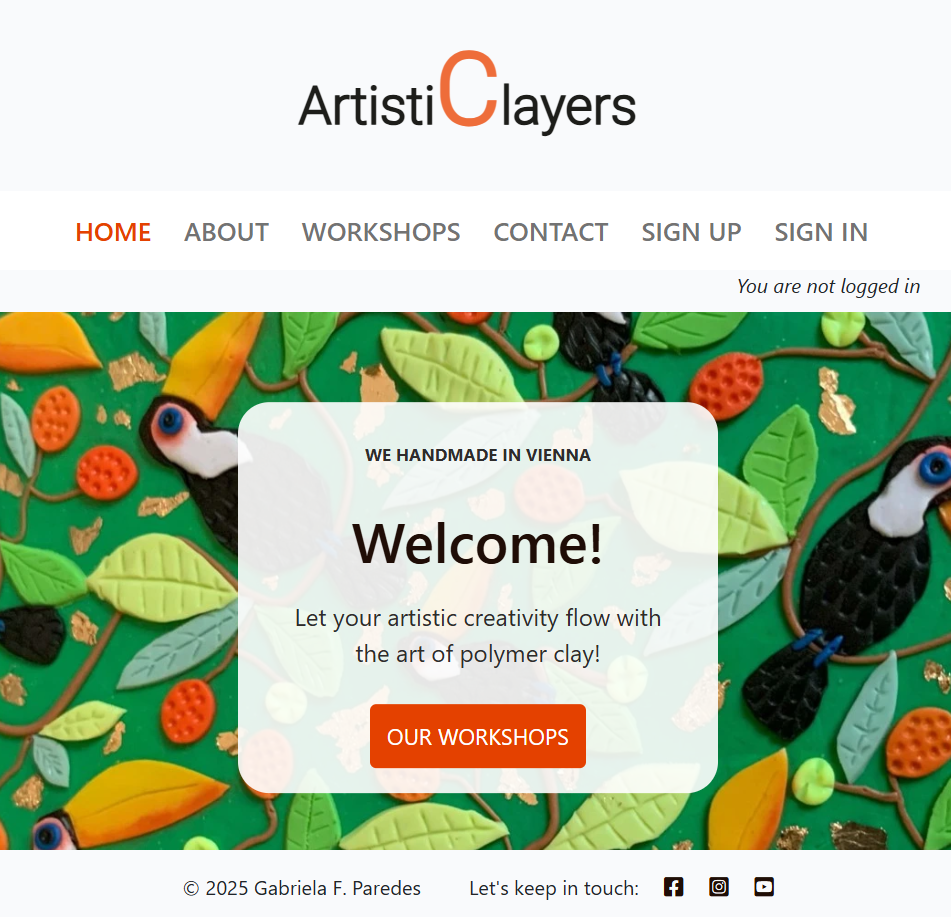 ArtistiClayers
HOME ABOUT WORKSHOPS CONTACT SIGN UP SIGN IN
You are not logged in
WE HANDMADE IN VIENNA
Welcome!
Let your artistic creativity flow with
the art of polymer clay!
OUR WORKSHOPS
© 2025 Gabriela F. Paredes Let's keep in touch: